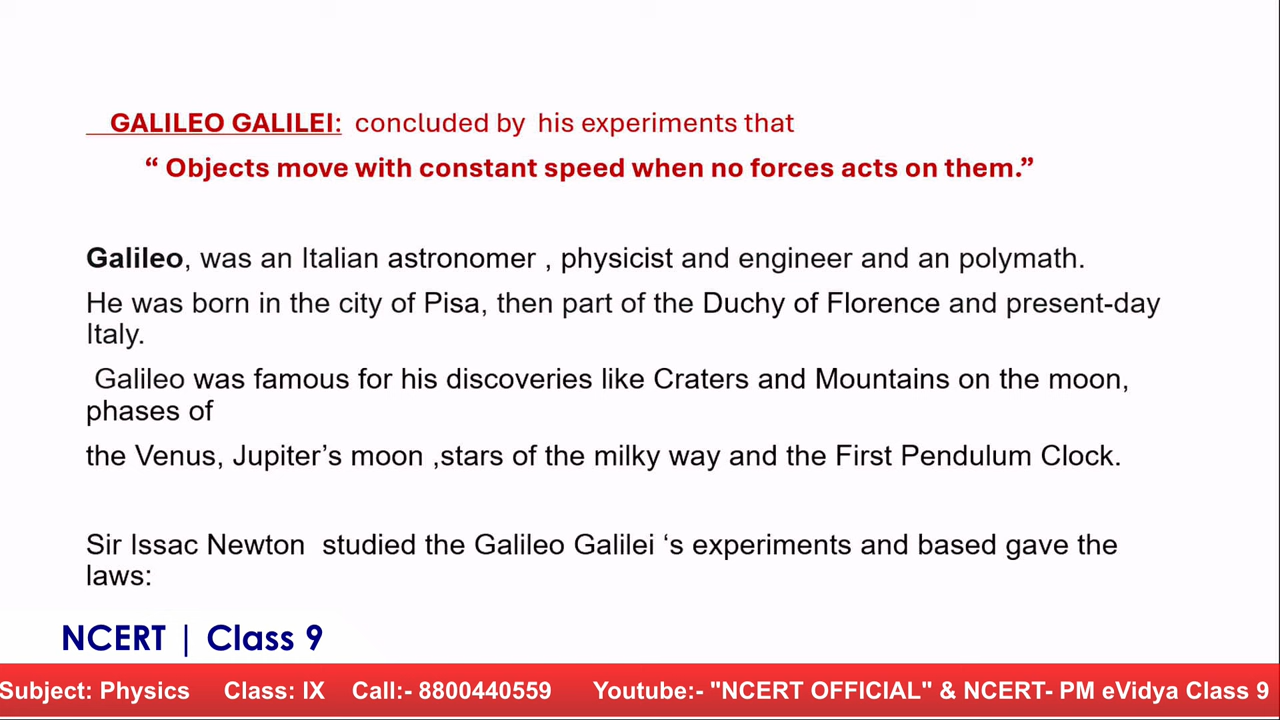 GALILEO GALILEI: concluded by his experiments that
“ Objects move with constant speed when no forces acts on them.”
Galileo, was an Italian astronomer , physicist and engineer and an polymath.
He was born in the city of Pisa, then part of the Duchy of Florence and present-day
Italy.
Galileo was famous for his discoveries like Craters and Mountains on the moon,
phases of
the Venus, Jupiter’s moon ,stars of the milky way and the First Pendulum Clock.
Sir Issac Newton studied the Galileo Galilei ‘s experiments and based gave the
laws:
NCERT | Class 9
Subject: Physics Class: IX Call:- 8800440559 Youtube:- "NCERT OFFICIAL" & NCERT- PM eVidya Class 9